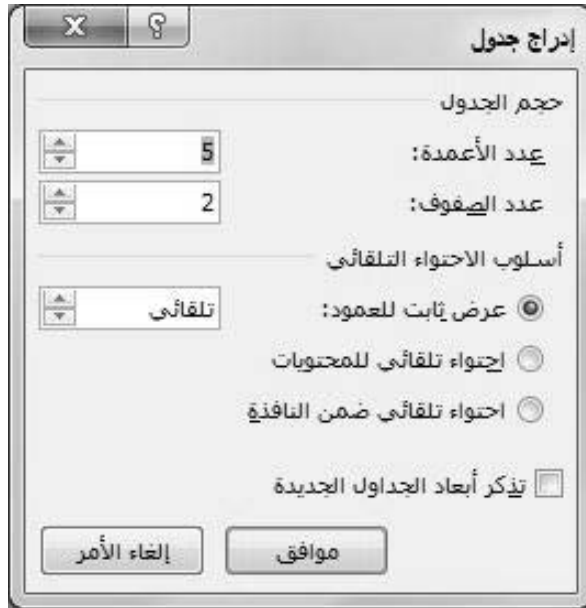 إدراج جدول
حجم الجدول
عدد الأعمدة: 5
عدد الصفوف: 2
أسلوب الاحتواء التلقائي
عرض ثابت للعمود: تلقائي
احتواء تلقائي للمحتويات
احتواء تلقائي ضمن النافذة
تذكر أبعاد الجداول الجديدة
موافق إلغاء الأمر